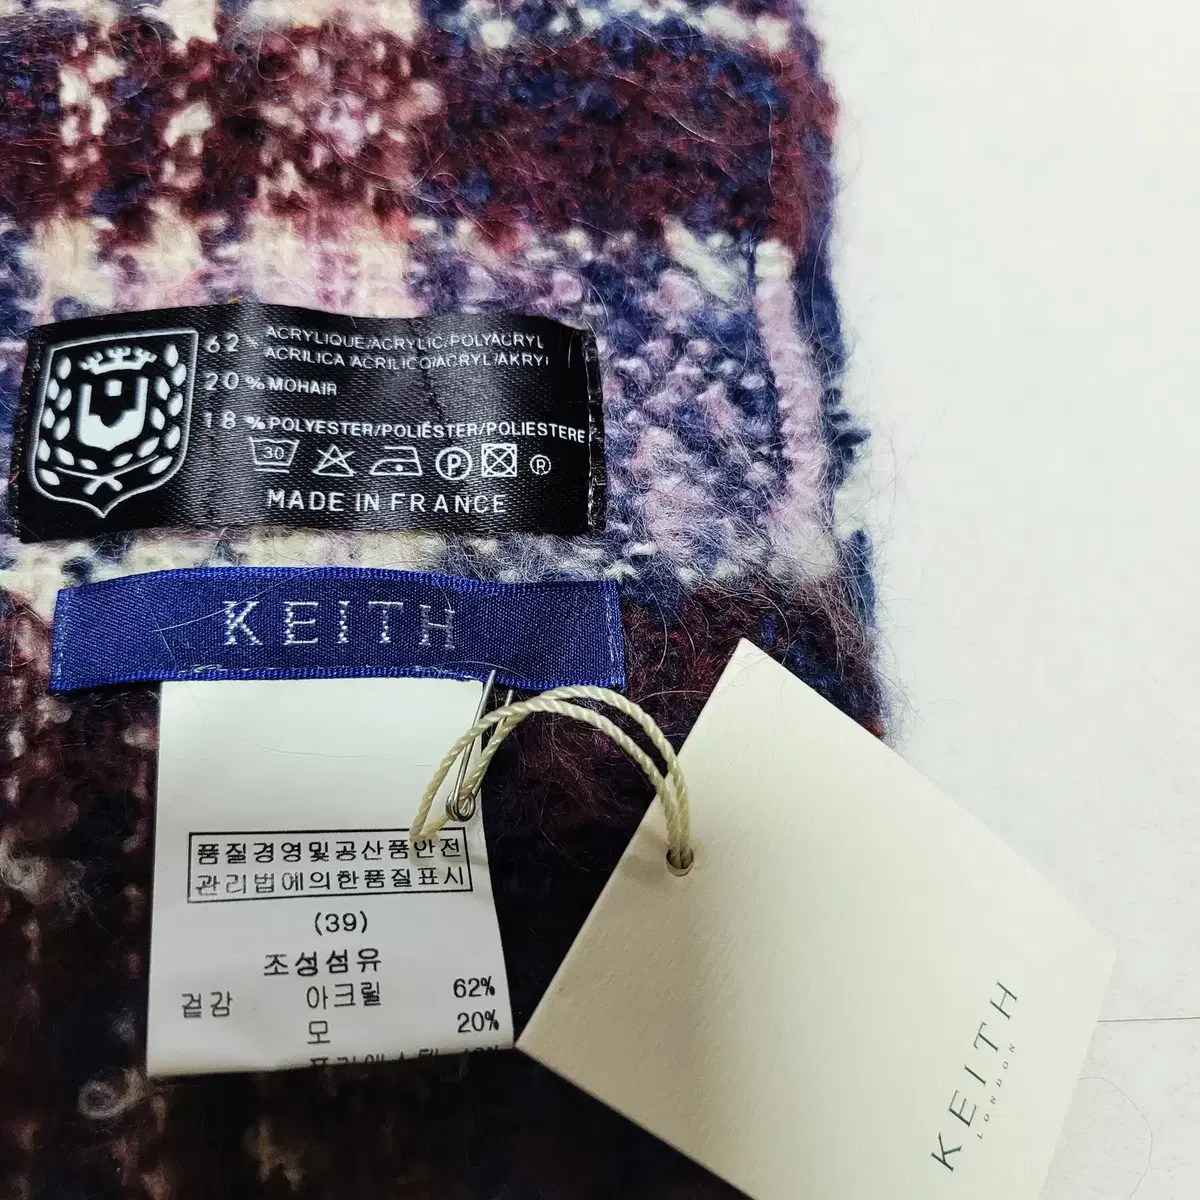 62% ACRYLIQUE/ACRYLIC/POLYACRYL
ACRILICA ACRILICO/ACRYL/AKRYl
20%MOHAIR
18%POLYESTER/POLIÉSTER/POLIESTERE
30 P ®
MADE IN FRANCE
KEITH
품질경영및공산품안전
관리법에의한품질표시
(39)
조성섬유
겉감 아크릴 62%
모 20%
KEITH
LONDON